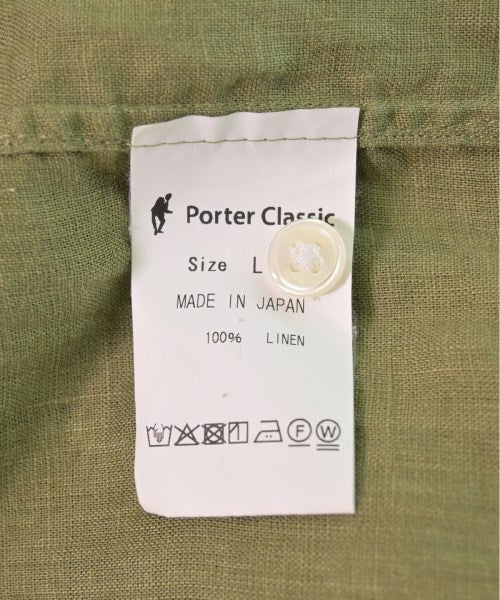 Porter Classic
Size L
MADE IN JAPAN
100% LINEN
F W